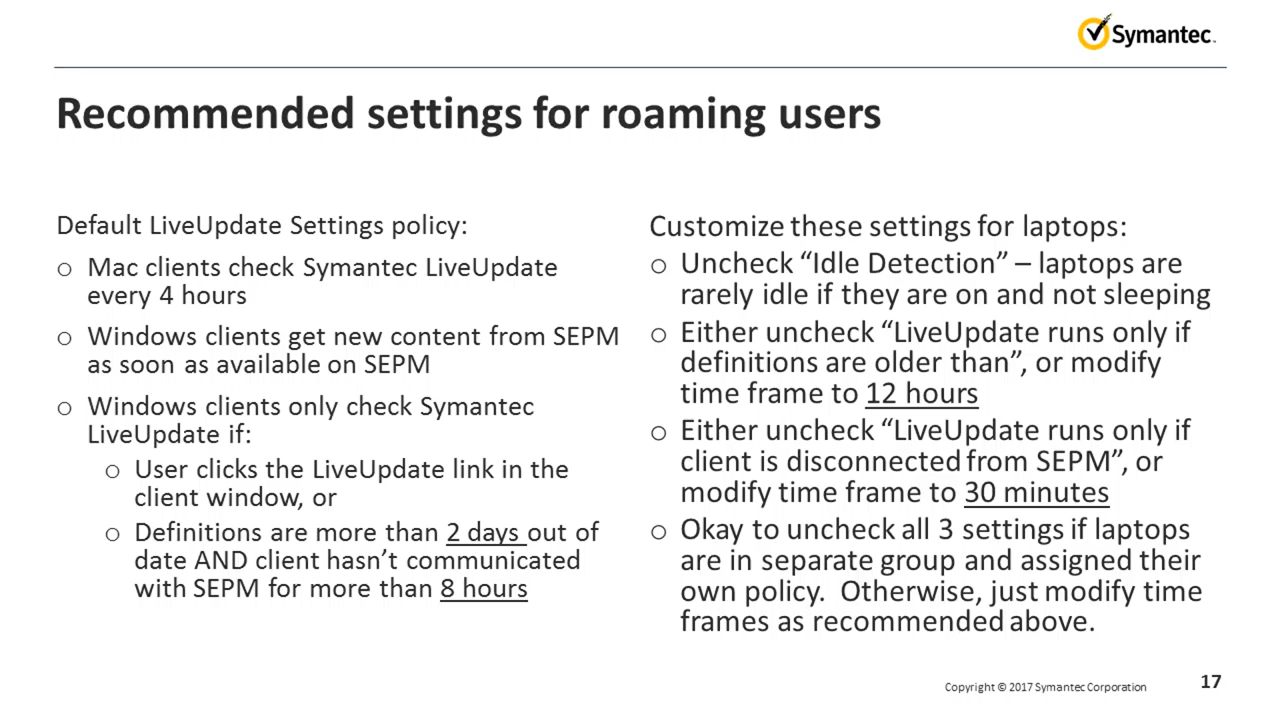 Symantec.
Recommended settings for roaming users
Default LiveUpdate Settings policy:
o Mac clients check Symantec LiveUpdate
every 4 hours
o Windows clients get new content from SEPM
as soon as available on SEPM
o Windows clients only check Symantec
LiveUpdate if:
o User clicks the LiveUpdate link in the
client window, or
o Definitions are more than 2 days out of
date AND client hasn’t communicated
with SEPM for more than 8 hours
Customize these settings for laptops:
o Uncheck “Idle Detection” – laptops are
rarely idle if they are on and not sleeping
o Either uncheck “LiveUpdate runs only if
definitions are older than”, or modify
time frame to 12 hours
o Either uncheck “LiveUpdate runs only if
client is disconnected from SEPM”, or
modify time frame to 30 minutes
o Okay to uncheck all 3 settings if laptops
are in separate group and assigned their
own policy.  Otherwise, just modify time
frames as recommended above.
Copyright © 2017 Symantec Corporation
17